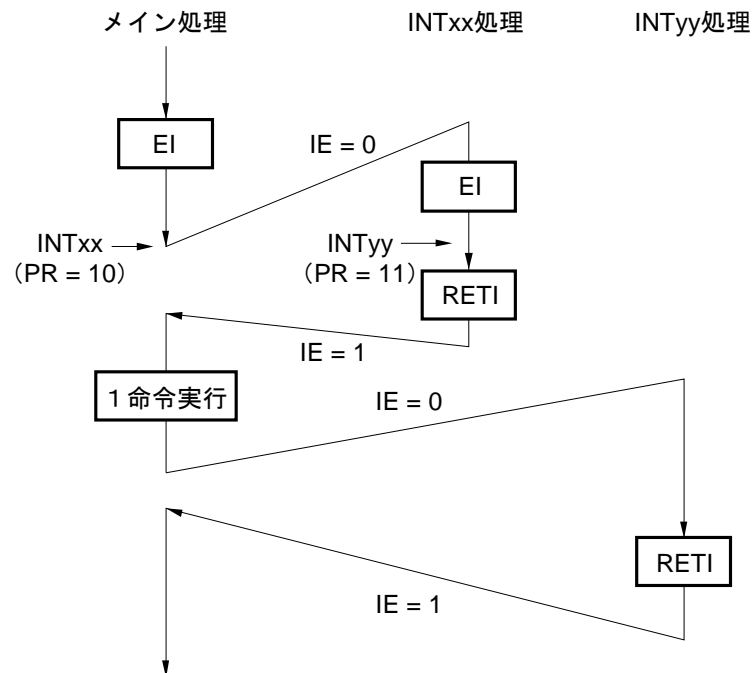 メイン処理 INTxx処理 INTyy処理
EI
IE = 0
EI
INTxx
（PR = 10）
INTyy
（PR = 11）
RETI
IE = 1
１命令実行
IE = 0
RETI
IE = 1